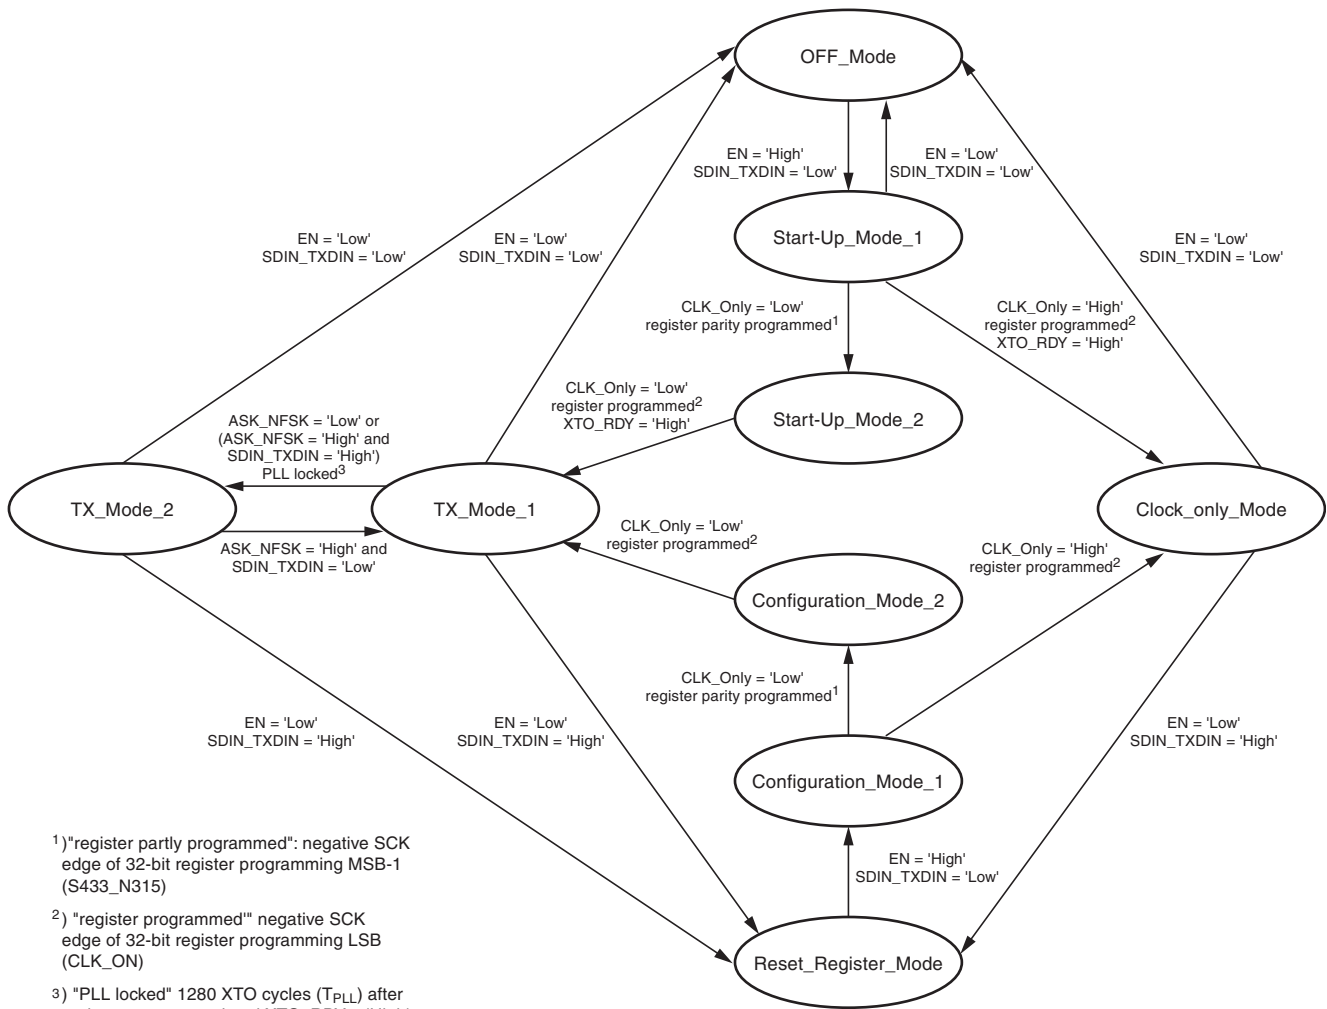 OFF_Mode
EN = 'High'
SDIN_TXDIN = 'Low'
EN = 'Low'
SDIN_TXDIN = 'Low'
Start-Up_Mode_1
EN = 'Low'
SDIN_TXDIN = 'Low'
EN = 'Low'
SDIN_TXDIN = 'Low'
EN = 'Low'
SDIN_TXDIN = 'Low'
CLK_Only = 'Low'
register parity programmed1
CLK_Only = 'High'
register programmed2
XTO_RDY = 'High'
CLK_Only = 'Low'
register programmed2
XTO_RDY = 'High'
Start-Up_Mode_2
ASK_NFSK = 'Low' or
(ASK_NFSK = 'High' and
SDIN_TXDIN = 'High')
PLL locked3
TX_Mode_2
TX_Mode_1
Clock_only_Mode
ASK_NFSK = 'High' and
SDIN_TXDIN = 'Low'
CLK_Only = 'Low'
register programmed2
CLK_Only = 'High'
register programmed2
Configuration_Mode_2
CLK_Only = 'Low'
register parity programmed1
EN = 'Low'
SDIN_TXDIN = 'High'
EN = 'Low'
SDIN_TXDIN = 'High'
EN = 'Low'
SDIN_TXDIN = 'High'
Configuration_Mode_1
EN = 'High'
SDIN_TXDIN = 'Low'
Reset_Register_Mode
1)"register partly programmed": negative SCK
edge of 32-bit register programming MSB-1
(S433_N315)
2) "register programmed'" negative SCK
edge of 32-bit register programming LSB
(CLK_ON)
3) "PLL locked" 1280 XTO cycles (TPLL) after